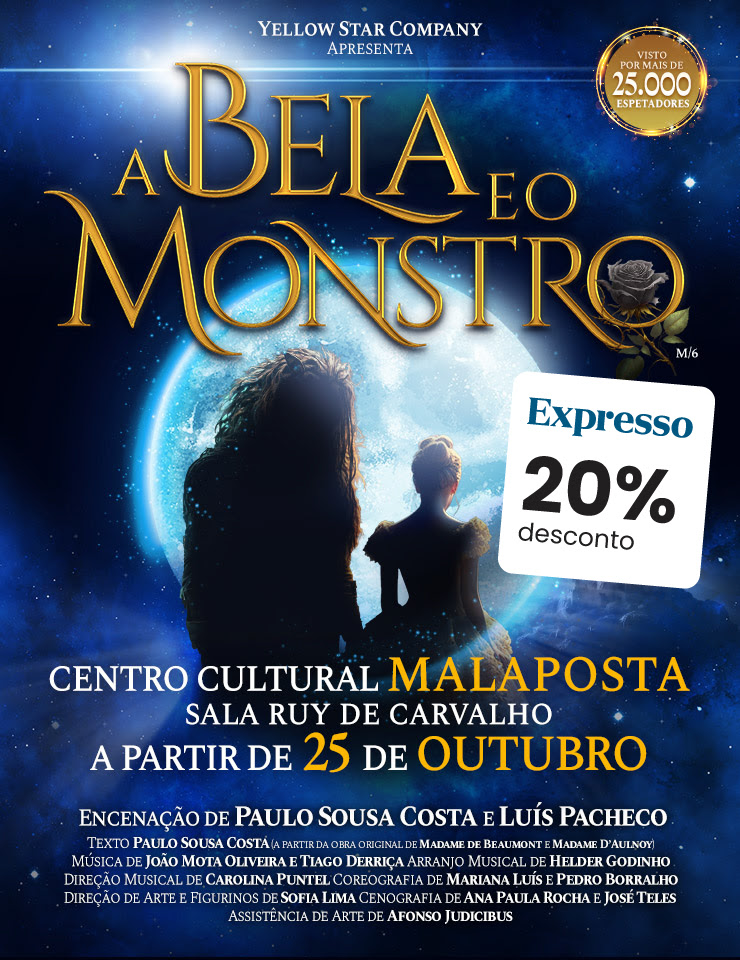 Yellow Star Company
Apresenta
Visto
por mais de
25.000
espetadores
A Bela e o
Monstro
M/6
Expresso
20%
desconto
Centro Cultural Malaposta
Sala Ruy de Carvalho
A partir de 25 de Outubro
Encenação de Paulo Sousa Costa e Luís Pacheco
Texto Paulo Sousa Costa (a partir da obra original de Madame de Beaumont e Madame D'Aulnoy)
Música de João Mota Oliveira e Tiago Derriça Arranjo Musical de Helder Godinho
Direção Musical de Carolina Puntel Coreografia de Mariana Luís e Pedro Borralho
Direção de Arte e Figurinos de Sofia Lima Cenografia de Ana Paula Rocha e José Teles
Assistência de Arte de Afonso Judicibus